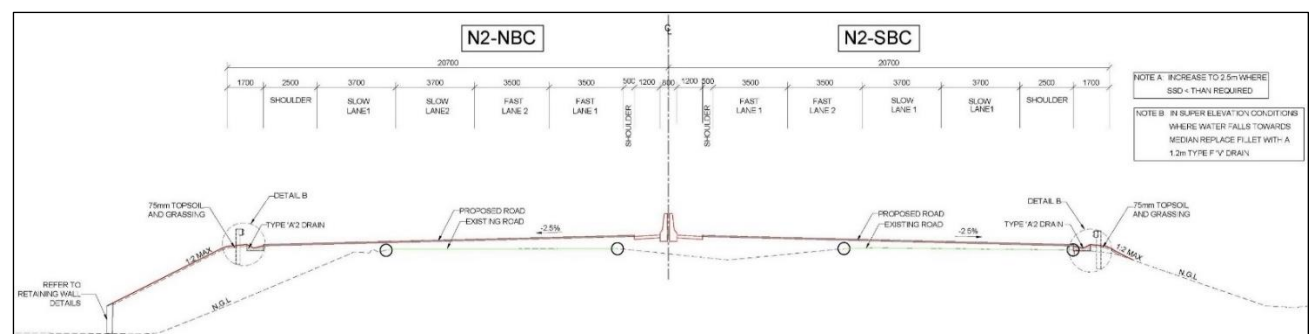 N2-NBC
℄
N2-SBC
20700
20700
1700 2500 3700 3700 3500 3500 500 1200 600 1200 500 3500 3500 3700 3700 2500 1700
SHOULDER
SLOW
LANE1
SLOW
LANE2
FAST
LANE 2
FAST
LANE 1
SHOULDER
SHOULDER
FAST
LANE 1
FAST
LANE 2
SLOW
LANE 1
SLOW
LANE1
SHOULDER
NOTE A: INCREASE TO 2.5m WHERE
SSD < THAN REQUIRED
NOTE B: IN SUPER ELEVATION CONDITIONS
WHERE WATER FALLS TOWARDS
MEDIAN REPLACE FILLET WITH A
1.2m TYPE F 'V' DRAIN
DETAIL B
75mm TOPSOIL
AND GRASSING
TYPE 'A'2 DRAIN
1:2 MAX
REFER TO
RETAINING WALL
DETAILS
N.G.L
PROPOSED ROAD
EXISTING ROAD
-2.5%
PROPOSED ROAD
EXISTING ROAD
-2.5%
DETAIL B
TYPE 'A'2 DRAIN
75mm TOPSOIL
AND GRASSING
1:2 MAX
N.G.L